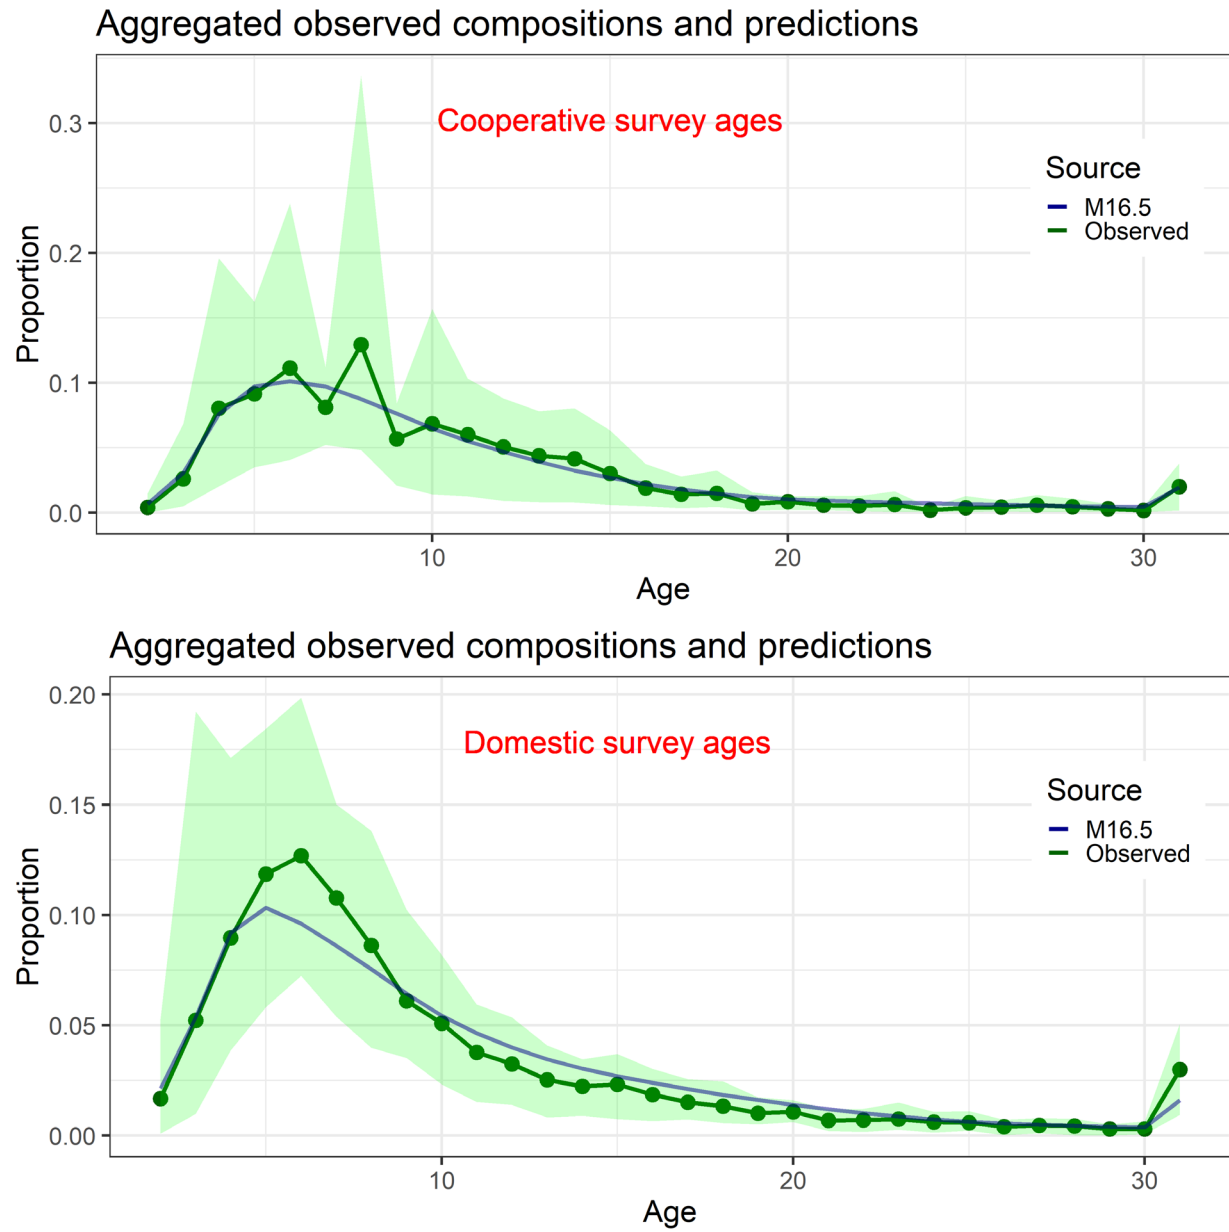 Aggregated observed compositions and predictions
Cooperative survey ages
Source
M16.5
Observed
Proportion
0.3
0.2
0.1
0.0
10
20
30
Age
Aggregated observed compositions and predictions
Domestic survey ages
Source
M16.5
Observed
Proportion
0.20
0.15
0.10
0.05
0.00
10
20
30
Age